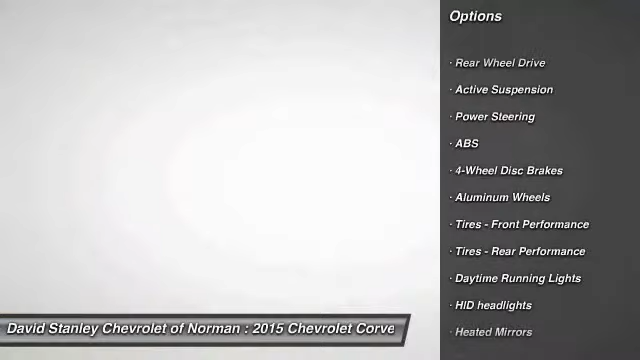 Options
· Rear Wheel Drive
· Active Suspension
· Power Steering
· ABS
· 4-Wheel Disc Brakes
· Aluminum Wheels
· Tires - Front Performance
· Tires - Rear Performance
· Daytime Running Lights
· HID headlights
· Heated Mirrors
David Stanley Chevrolet of Norman : 2015 Chevrolet Corve